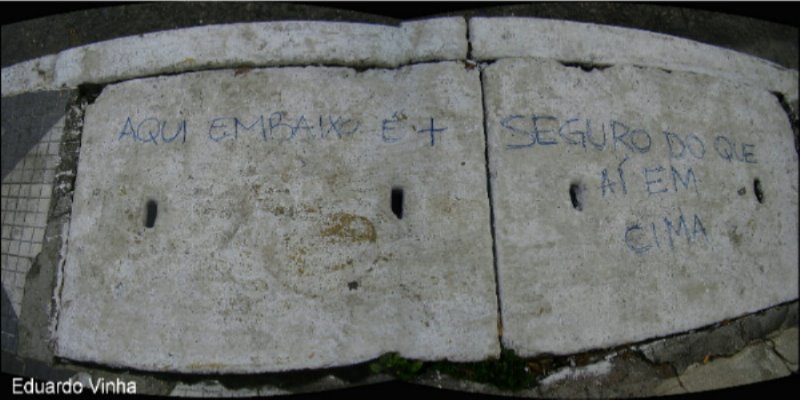 AQUI EMBAIXO É + SEGURO DO QUE
AÍ EM
CIMA
Eduardo Vinha